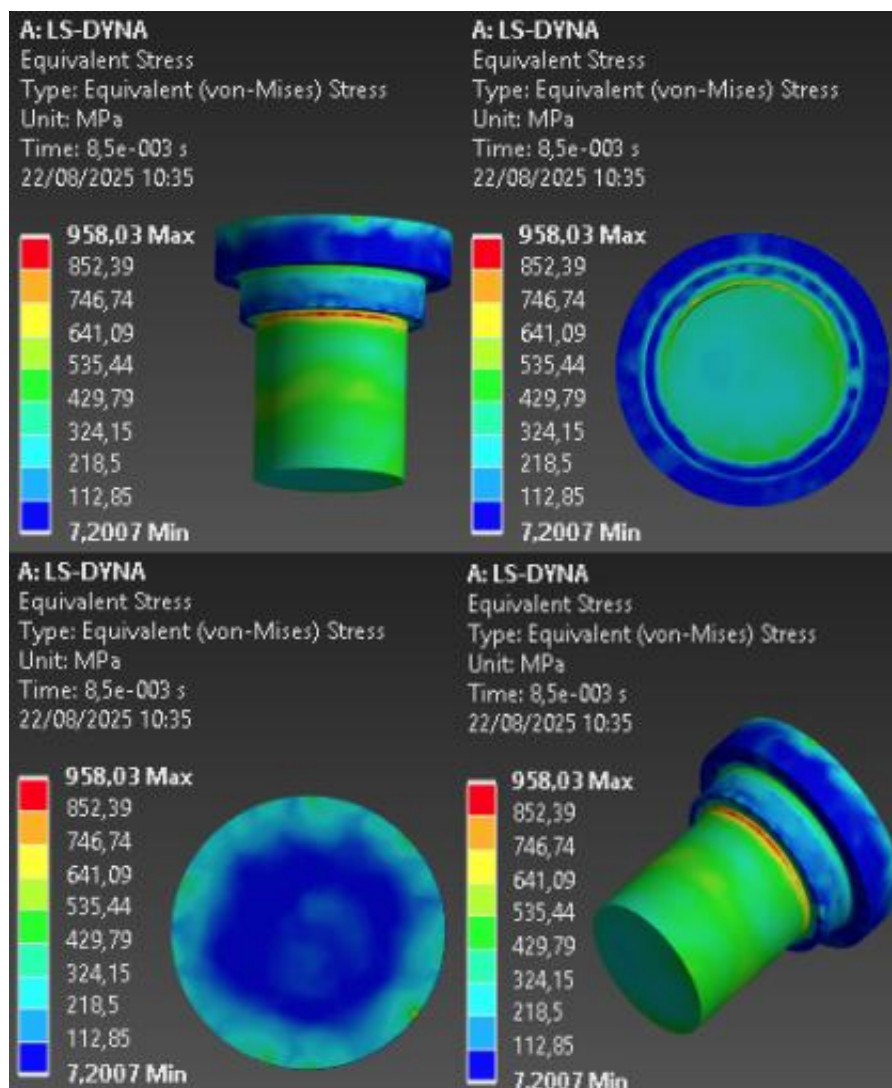 A: LS-DYNA
Equivalent Stress
Type: Equivalent (von-Mises) Stress
Unit: MPa
Time: 8,5e-003 s
22/08/2025 10:35
958,03 Max
852,39
746,74
641,09
535,44
429,79
324,15
218,5
112,85
7,2007 Min
A: LS-DYNA
Equivalent Stress
Type: Equivalent (von-Mises) Stress
Unit: MPa
Time: 8,5e-003 s
22/08/2025 10:35
958,03 Max
852,39
746,74
641,09
535,44
429,79
324,15
218,5
112,85
7,2007 Min
A: LS-DYNA
Equivalent Stress
Type: Equivalent (von-Mises) Stress
Unit: MPa
Time: 8,5e-003 s
22/08/2025 10:35
958,03 Max
852,39
746,74
641,09
535,44
429,79
324,15
218,5
112,85
7,2007 Min
A: LS-DYNA
Equivalent Stress
Type: Equivalent (von-Mises) Stress
Unit: MPa
Time: 8,5e-003 s
22/08/2025 10:35
958,03 Max
852,39
746,74
641,09
535,44
429,79
324,15
218,5
112,85
7,2007 Min